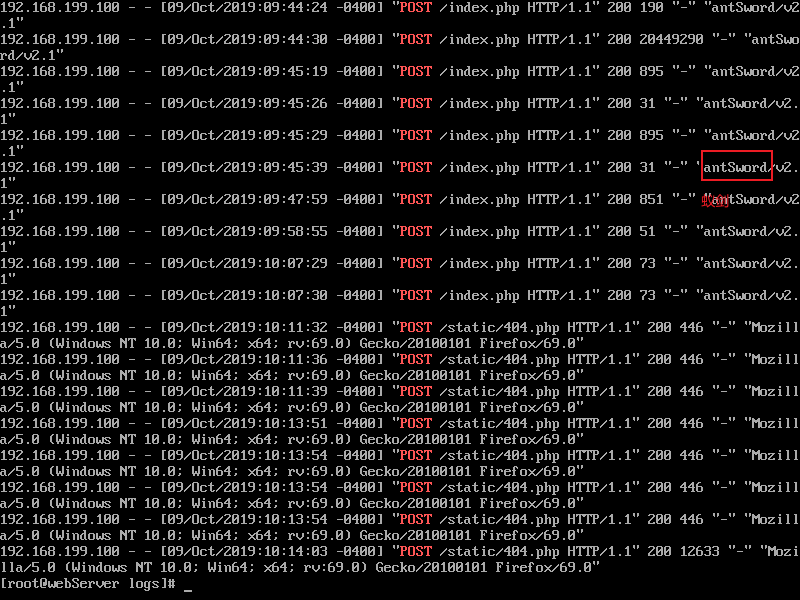 192.168.199.100 - - [09/Oct/2019:09:44:24 -0400] "POST /index.php HTTP/1.1" 200 190 "-" "antSword/v2
.1"
192.168.199.100 - - [09/Oct/2019:09:44:30 -0400] "POST /index.php HTTP/1.1" 200 20449290 "-" "antSwo
rd/v2.1"
192.168.199.100 - - [09/Oct/2019:09:45:19 -0400] "POST /index.php HTTP/1.1" 200 895 "-" "antSword/v2
.1"
192.168.199.100 - - [09/Oct/2019:09:45:26 -0400] "POST /index.php HTTP/1.1" 200 31 "-" "antSword/v2.
1"
192.168.199.100 - - [09/Oct/2019:09:45:29 -0400] "POST /index.php HTTP/1.1" 200 895 "-" "antSword/v2
.1"
192.168.199.100 - - [09/Oct/2019:09:45:39 -0400] "POST /index.php HTTP/1.1" 200 31 "-" "antSword/v2.
1"
192.168.199.100 - - [09/Oct/2019:09:47:59 -0400] "POST /index.php HTTP/1.1" 200 851 "-" "antSword/v2
蚁剑
.1"
192.168.199.100 - - [09/Oct/2019:09:58:55 -0400] "POST /index.php HTTP/1.1" 200 51 "-" "antSword/v2.
1"
192.168.199.100 - - [09/Oct/2019:10:07:29 -0400] "POST /index.php HTTP/1.1" 200 73 "-" "antSword/v2.
1"
192.168.199.100 - - [09/Oct/2019:10:07:30 -0400] "POST /index.php HTTP/1.1" 200 73 "-" "antSword/v2.
1"
192.168.199.100 - - [09/Oct/2019:10:11:32 -0400] "POST /static/404.php HTTP/1.1" 200 446 "-" "Mozill
a/5.0 (Windows NT 10.0; Win64; x64; rv:69.0) Gecko/20100101 Firefox/69.0"
192.168.199.100 - - [09/Oct/2019:10:11:36 -0400] "POST /static/404.php HTTP/1.1" 200 446 "-" "Mozill
a/5.0 (Windows NT 10.0; Win64; x64; rv:69.0) Gecko/20100101 Firefox/69.0"
192.168.199.100 - - [09/Oct/2019:10:11:39 -0400] "POST /static/404.php HTTP/1.1" 200 446 "-" "Mozill
a/5.0 (Windows NT 10.0; Win64; x64; rv:69.0) Gecko/20100101 Firefox/69.0"
192.168.199.100 - - [09/Oct/2019:10:13:51 -0400] "POST /static/404.php HTTP/1.1" 200 446 "-" "Mozill
a/5.0 (Windows NT 10.0; Win64; x64; rv:69.0) Gecko/20100101 Firefox/69.0"
192.168.199.100 - - [09/Oct/2019:10:13:54 -0400] "POST /static/404.php HTTP/1.1" 200 446 "-" "Mozill
a/5.0 (Windows NT 10.0; Win64; x64; rv:69.0) Gecko/20100101 Firefox/69.0"
192.168.199.100 - - [09/Oct/2019:10:13:54 -0400] "POST /static/404.php HTTP/1.1" 200 446 "-" "Mozill
a/5.0 (Windows NT 10.0; Win64; x64; rv:69.0) Gecko/20100101 Firefox/69.0"
192.168.199.100 - - [09/Oct/2019:10:13:54 -0400] "POST /static/404.php HTTP/1.1" 200 446 "-" "Mozill
a/5.0 (Windows NT 10.0; Win64; x64; rv:69.0) Gecko/20100101 Firefox/69.0"
192.168.199.100 - - [09/Oct/2019:10:14:03 -0400] "POST /static/404.php HTTP/1.1" 200 12633 "-" "Mozi
lla/5.0 (Windows NT 10.0; Win64; x64; rv:69.0) Gecko/20100101 Firefox/69.0"
[root@webServer logs]# _